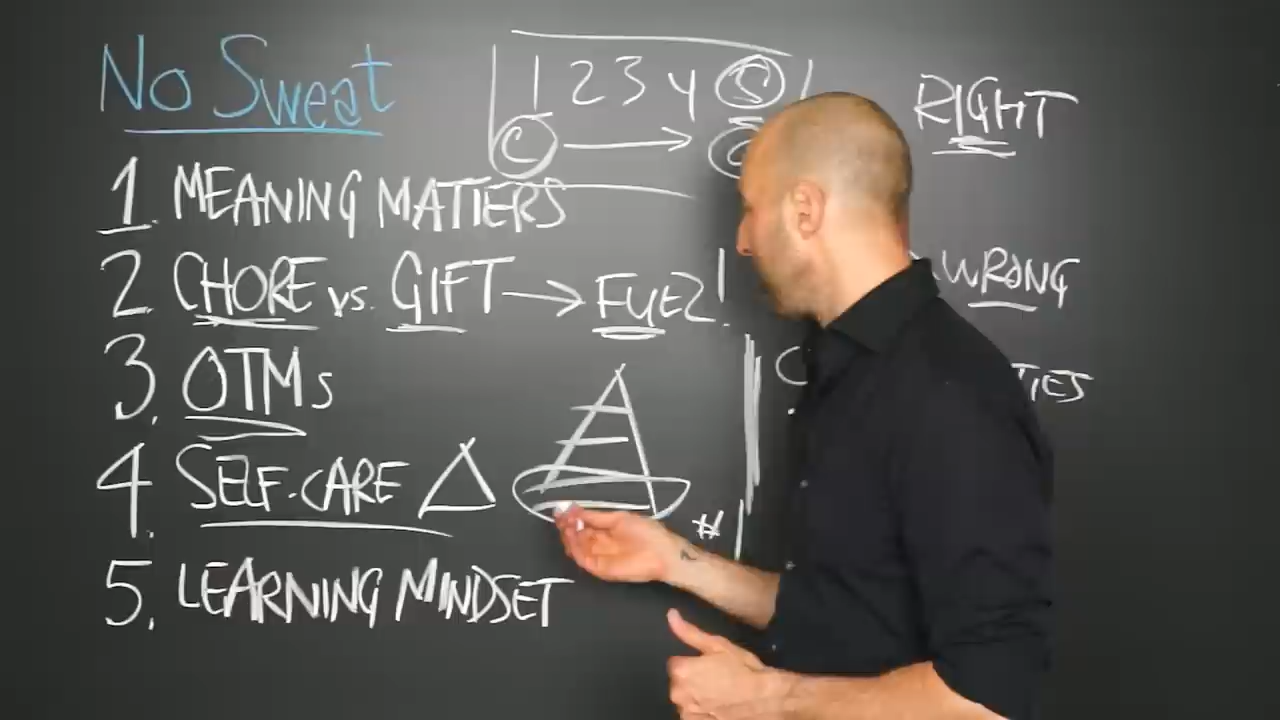 No Sweat
1 2 3 4 5
C
RIGHT
1. MEANING MATTERS
2. CHORE vs. GIFT → FUEL!
WRONG
3. OTMs
4. SELF-CARE
#1
5. LEARNING MINDSET